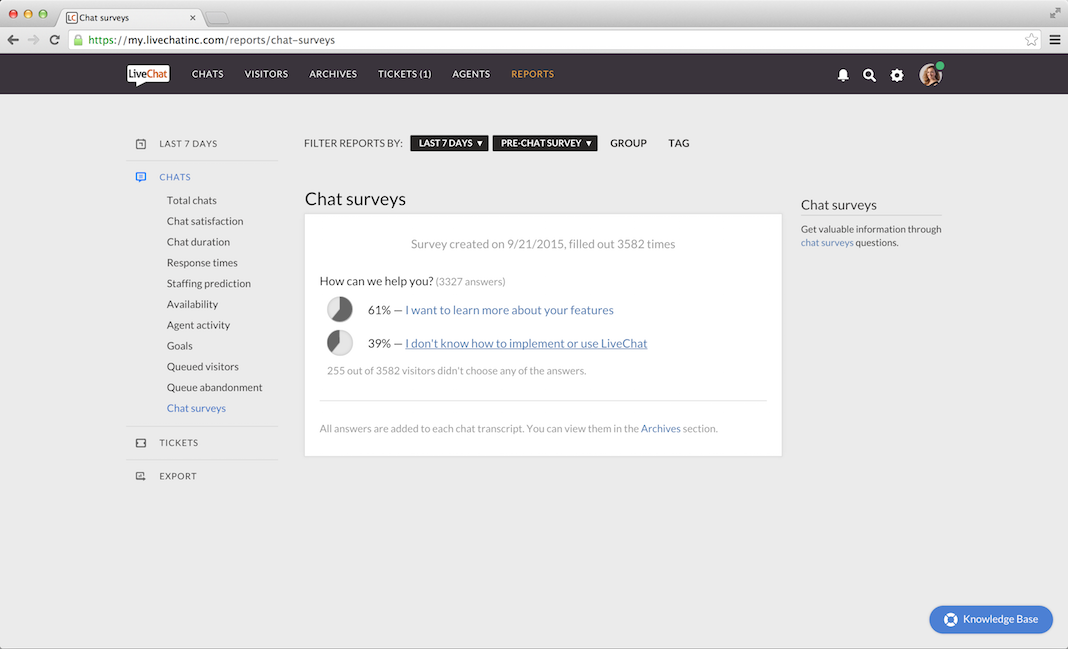 LC Chat surveys
https://my.livechatinc.com/reports/chat-surveys
LiveChat CHATS VISITORS ARCHIVES TICKETS (1) AGENTS REPORTS
LAST 7 DAYS
CHATS
Total chats
Chat satisfaction
Chat duration
Response times
Staffing prediction
Availability
Agent activity
Goals
Queued visitors
Queue abandonment
Chat surveys
TICKETS
EXPORT
FILTER REPORTS BY: LAST 7 DAYS ▾ PRE-CHAT SURVEY ▾ GROUP TAG
Chat surveys
Survey created on 9/21/2015, filled out 3582 times
How can we help you? (3327 answers)
61% — I want to learn more about your features
39% — I don't know how to implement or use LiveChat
255 out of 3582 visitors didn't choose any of the answers.
All answers are added to each chat transcript. You can view them in the Archives section.
Chat surveys
Get valuable information through
chat surveys questions.
Knowledge Base